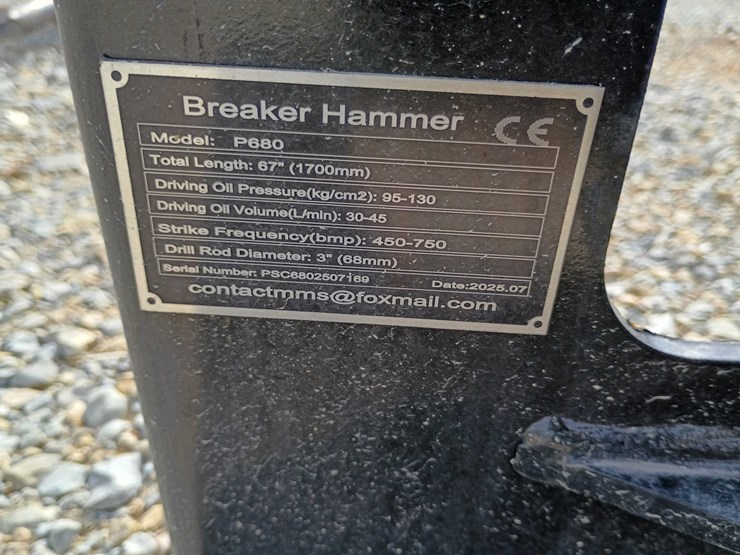 Breaker Hammer CE
Model: P680
Total Length: 67" (1700mm)
Driving Oil Pressure(kg/cm2): 95-130
Driving Oil Volume(L/min): 30-45
Strike Frequency(bmp): 450-750
Drill Rod Diameter: 3" (68mm)
Serial Number: PSC6802507169 Date:2025.07
contactmms@foxmail.com